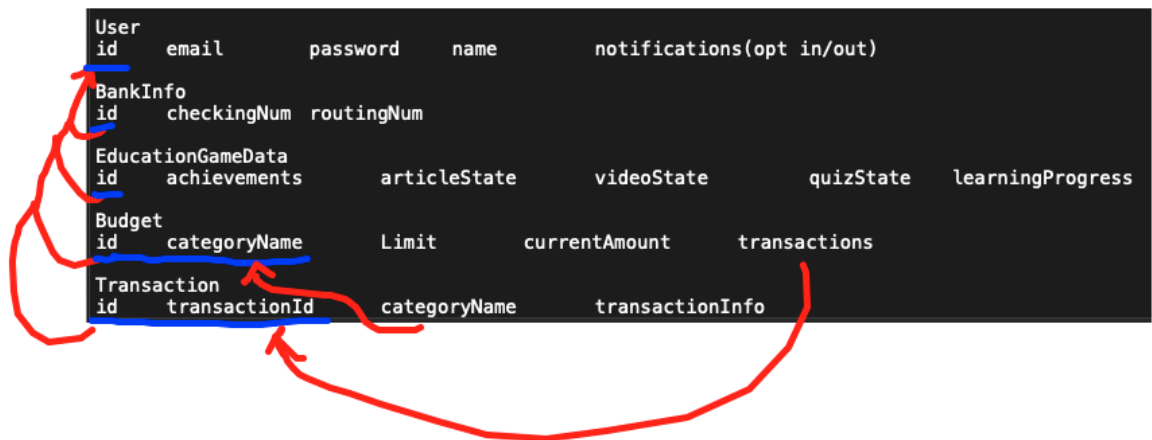 User
id email password name notifications(opt in/out)
BankInfo
id checkingNum routingNum
EducationGameData
id achievements articleState videoState quizState learningProgress
Budget
id categoryName Limit currentAmount transactions
Transaction
id transactionId categoryName transactionInfo